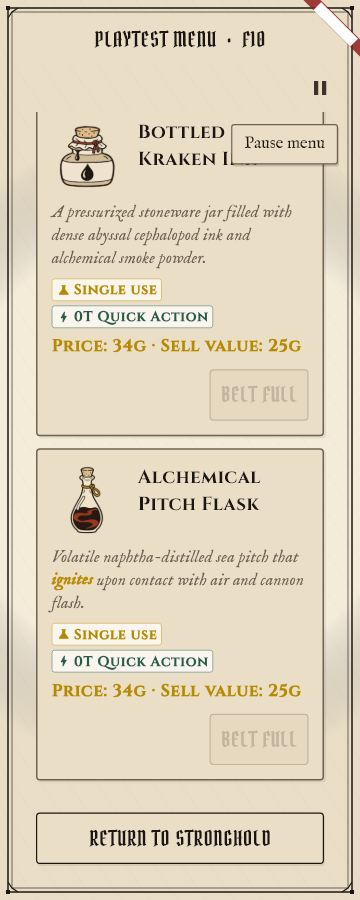 PLAYTEST MENU · F10
BOTTLED
KRAKEN
Pause menu
A pressurized stoneware jar filled with
dense abyssal cephalopod ink and
alchemical smoke powder.
SINGLE USE
0T QUICK ACTION
PRICE: 34G · SELL VALUE: 25G
BELT FULL
ALCHEMICAL
PITCH FLASK
Volatile naphtha-distilled sea pitch that
ignites upon contact with air and cannon
flash.
SINGLE USE
0T QUICK ACTION
PRICE: 34G · SELL VALUE: 25G
BELT FULL
RETURN TO STRONGHOLD